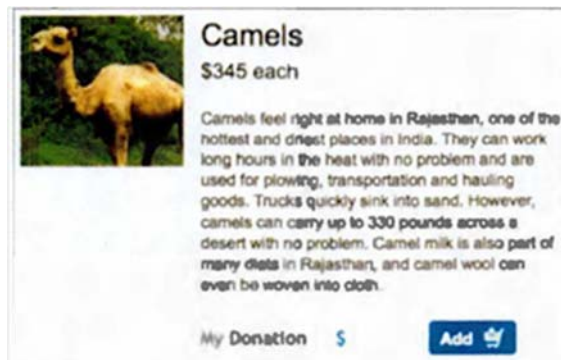 Camels
$345 each
Camels feel right at home in Rajasthan, one of the
hottest and driest places in India. They can work
long hours in the heat with no problem and are
used for plowing, transportation and hauling
goods. Trucks quickly sink into sand. However,
camels can carry up to 330 pounds across a
desert with no problem. Camel milk is also part of
many diets in Rajasthan, and camel wool can
even be woven into cloth.
My Donation $ Add